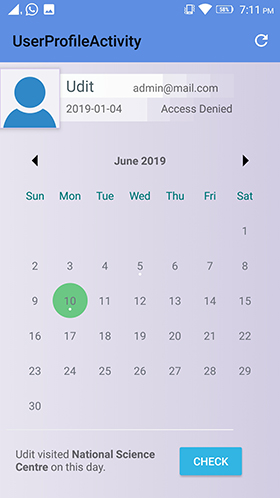 58% 7:11 PM
UserProfileActivity
Udit admin@mail.com
2019-01-04 Access Denied
June 2019
Sun Mon Tue Wed Thu Fri Sat
1
2 3 4 5 6 7 8
9 10 11 12 13 14 15
16 17 18 19 20 21 22
23 24 25 26 27 28 29
30
Udit visited National Science
Centre on this day.
CHECK